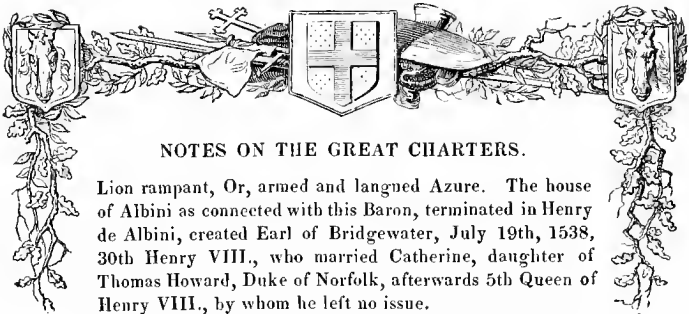 NOTES ON THE GREAT CHARTERS.
Lion rampant, Or, armed and langued Azure. The house
of Albini as connected with this Baron, terminated in Henry
de Albini, created Earl of Bridgewater, July 19th, 1538,
30th Henry VIII., who married Catherine, daughter of
Thomas Howard, Duke of Norfolk, afterwards 5th Queen of
Henry VIII., by whom he left no issue.